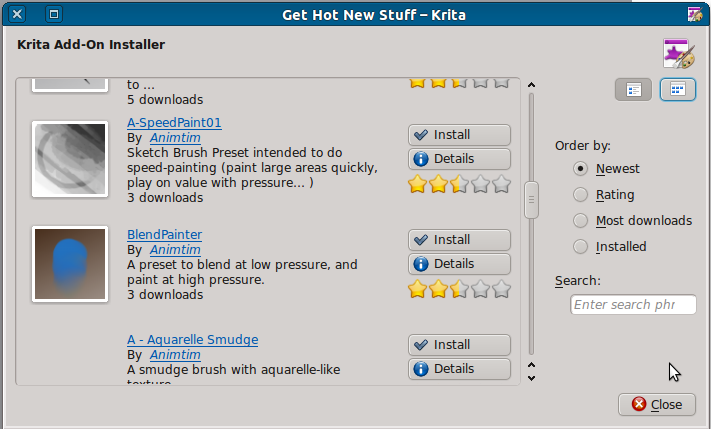 Get Hot New Stuff – Krita
Krita Add-On Installer
to ...
5 downloads
A-SpeedPaint01
By Animtim
Sketch Brush Preset intended to do
speed-painting (paint large areas quickly,
play on value with pressure... )
3 downloads
Install
Details
BlendPainter
By Animtim
A preset to blend at low pressure, and
paint at high pressure.
3 downloads
Install
Details
A - Aquarelle Smudge
By Animtim
A smudge brush with aquarelle-like
texture
Install
Details
Order by:
Newest
Rating
Most downloads
Installed
Search:
Enter search phr
Close